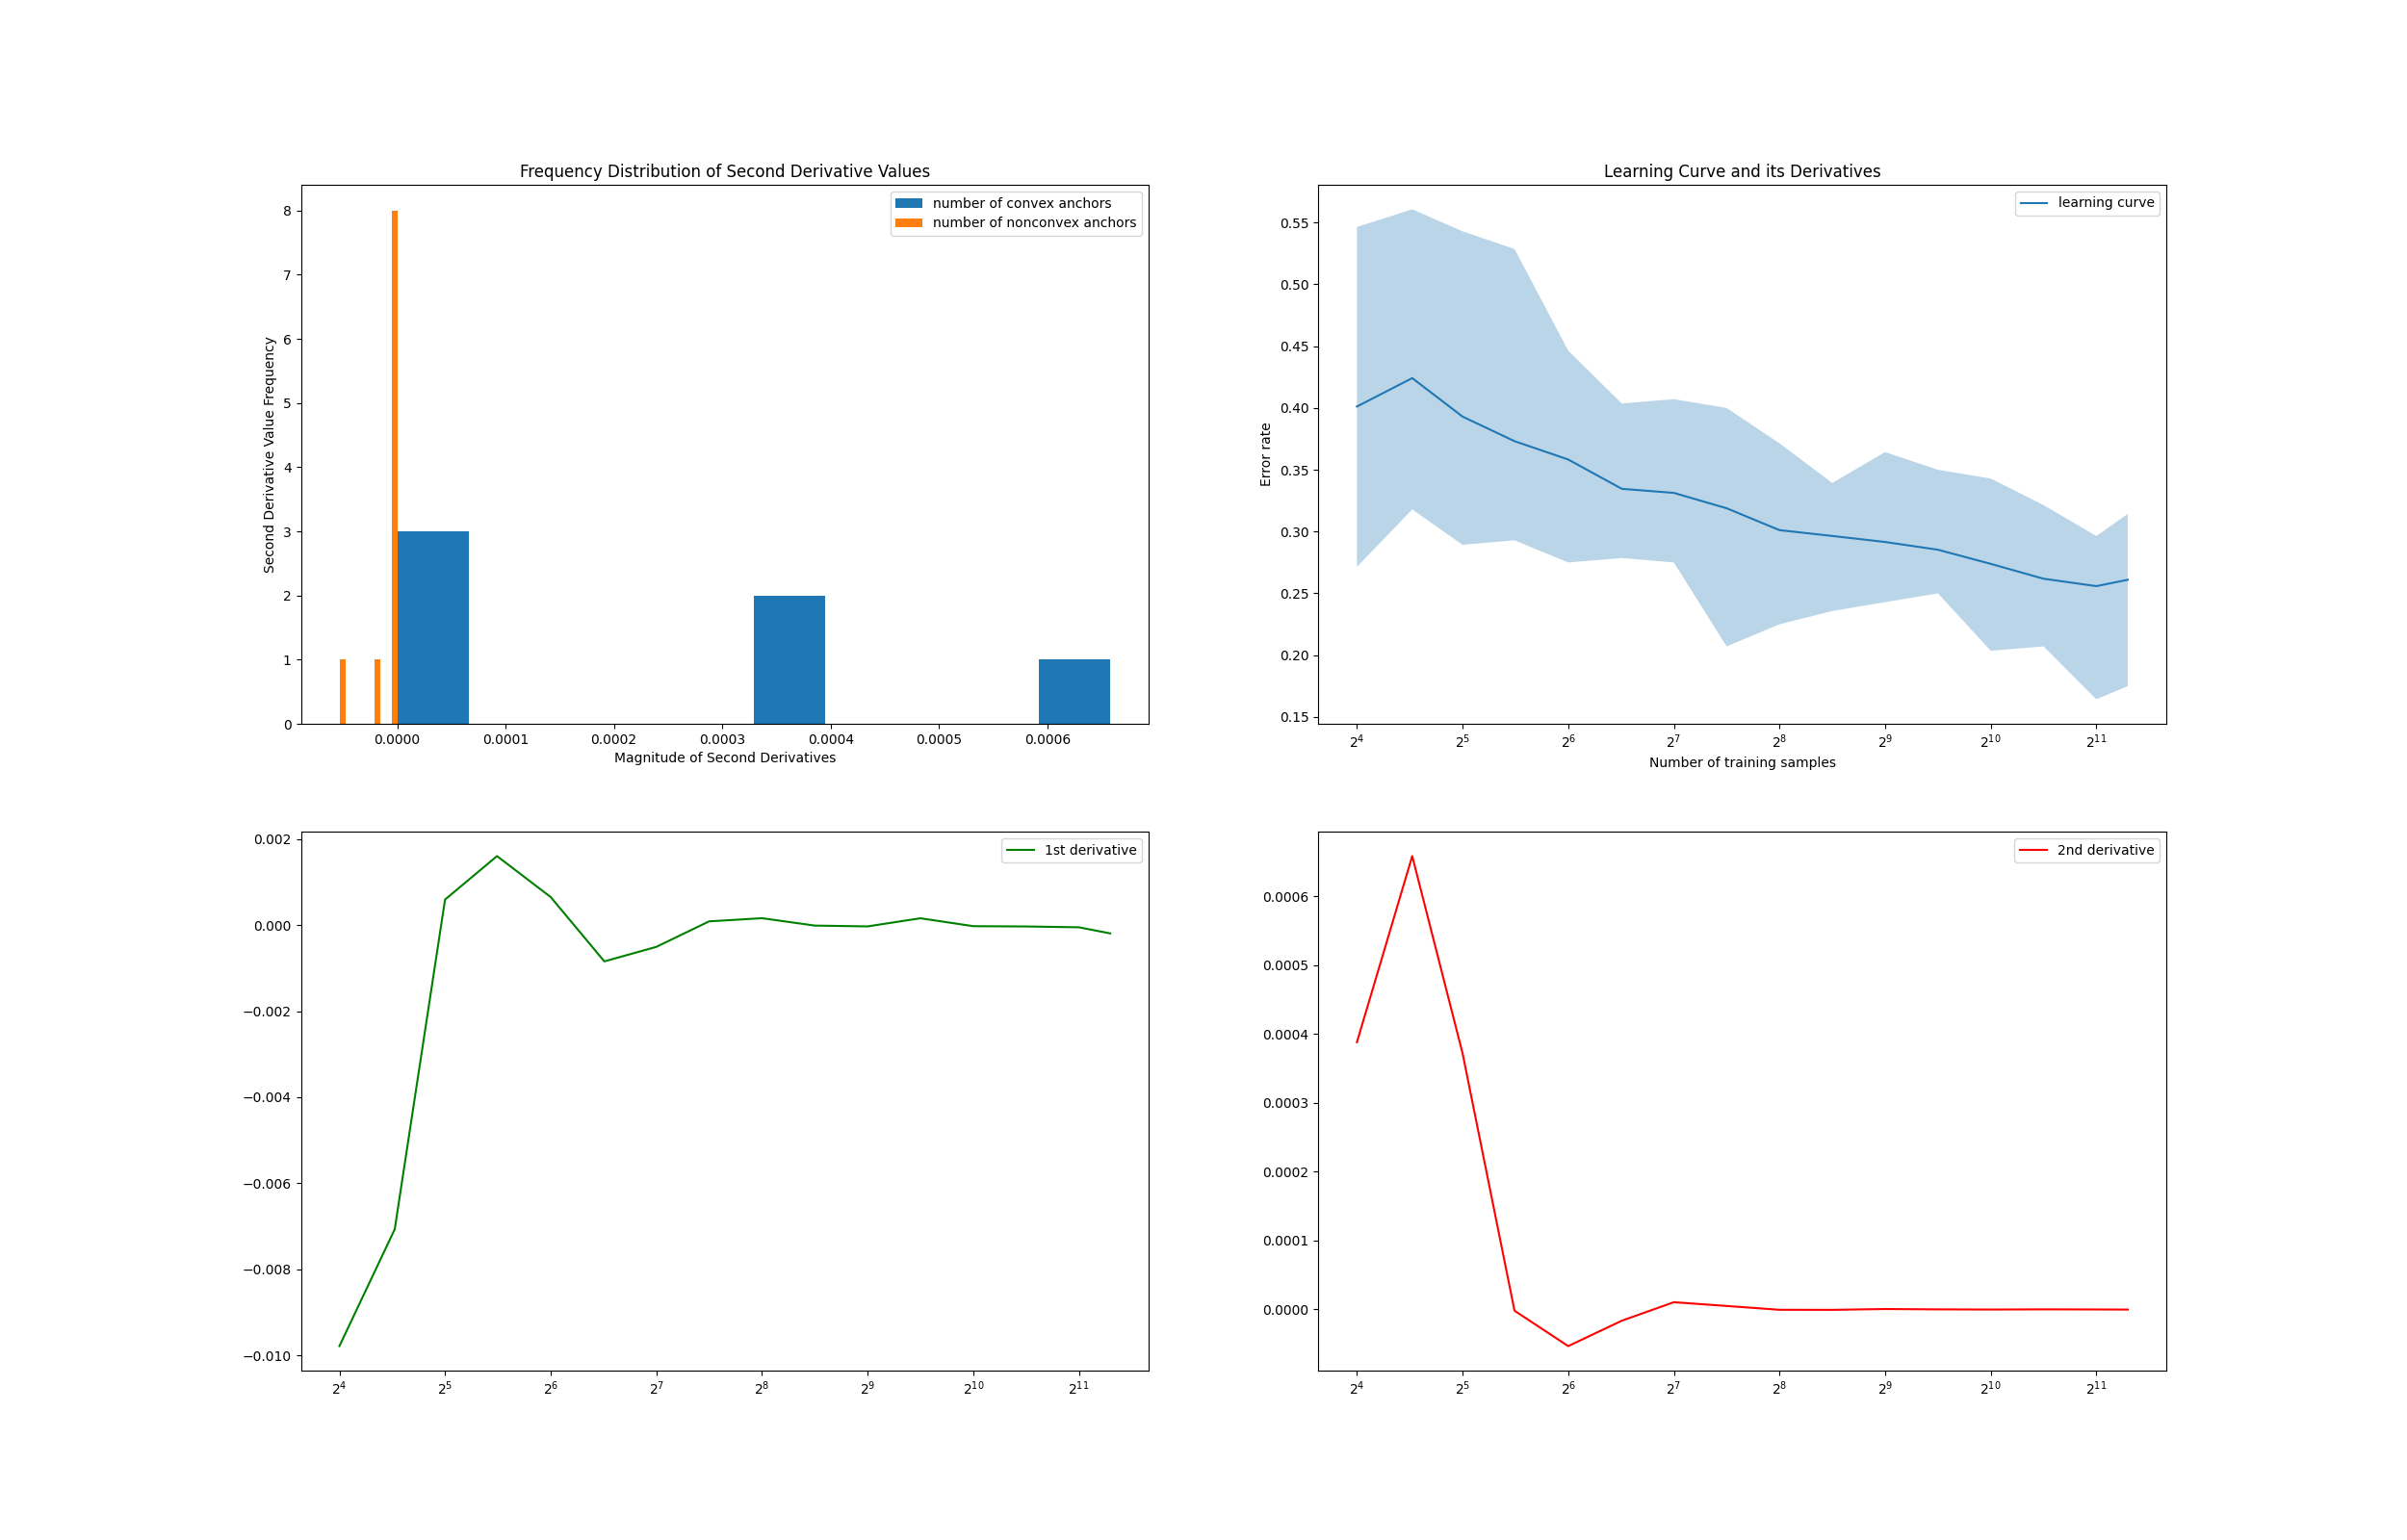 Frequency Distribution of Second Derivative Values
number of convex anchors
number of nonconvex anchors
Second Derivative Value Frequency
8
7
6
5
4
3
2
1
0
0.0000 0.0001 0.0002 0.0003 0.0004 0.0005 0.0006
Magnitude of Second Derivatives
Learning Curve and its Derivatives
learning curve
Error rate
0.55
0.50
0.45
0.40
0.35
0.30
0.25
0.20
0.15
2⁴ 2⁵ 2⁶ 2⁷ 2⁸ 2⁹ 2¹⁰ 2¹¹
Number of training samples
1st derivative
0.002
0.000
−0.002
−0.004
−0.006
−0.008
−0.010
2⁴ 2⁵ 2⁶ 2⁷ 2⁸ 2⁹ 2¹⁰ 2¹¹
2nd derivative
0.0006
0.0005
0.0004
0.0003
0.0002
0.0001
0.0000
2⁴ 2⁵ 2⁶ 2⁷ 2⁸ 2⁹ 2¹⁰ 2¹¹